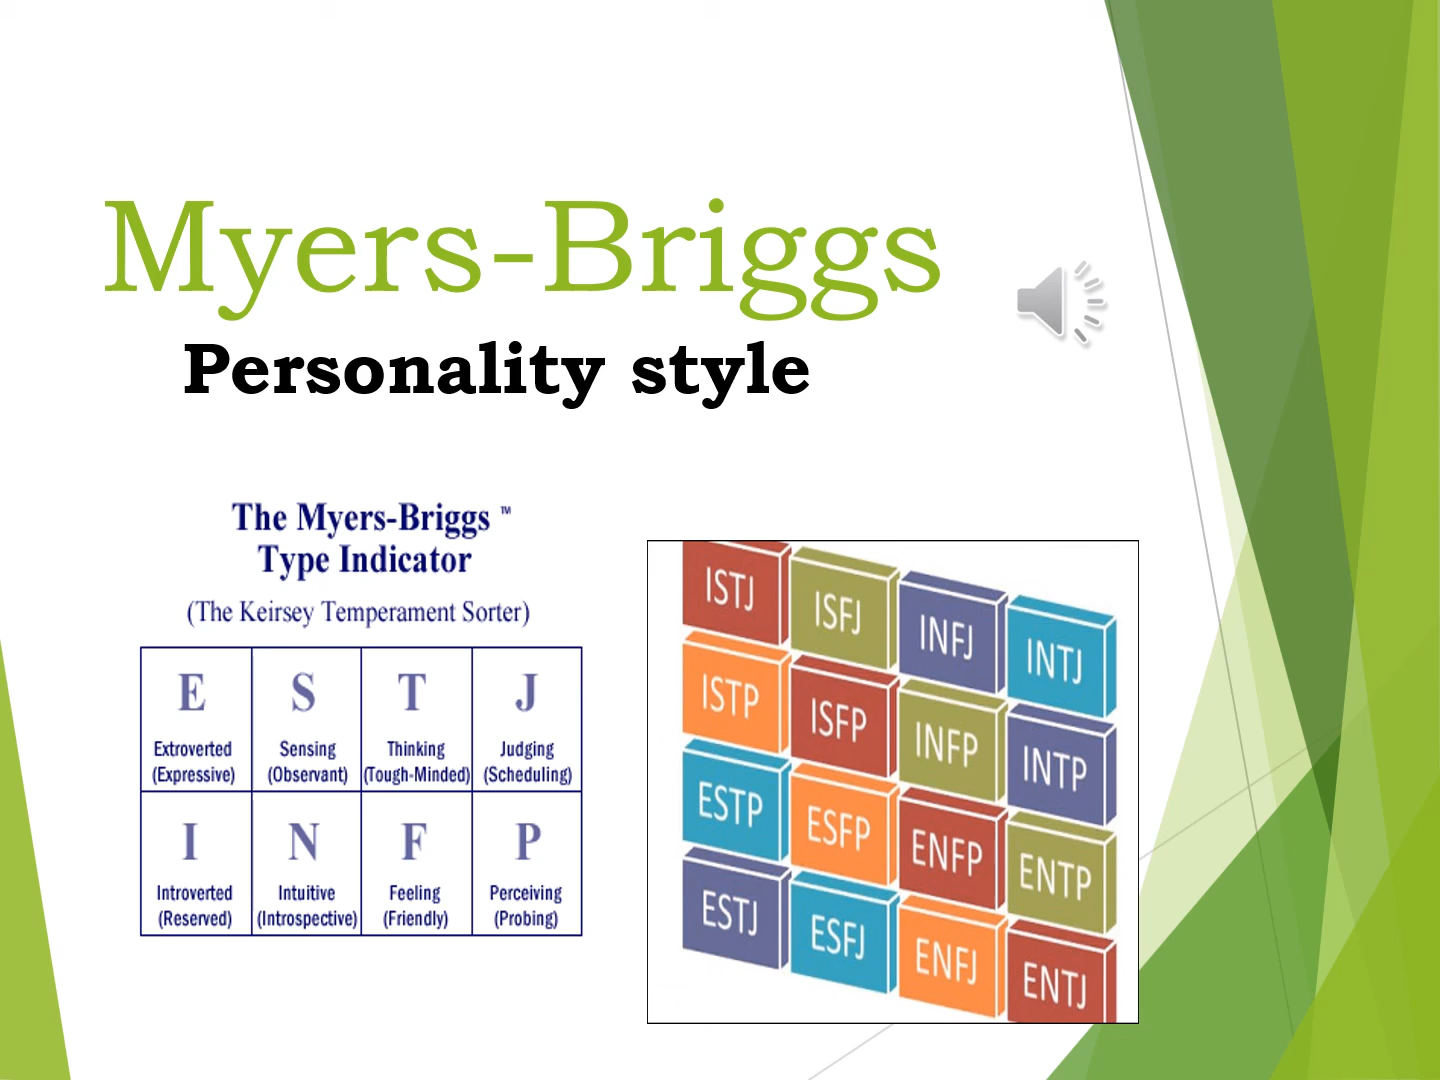 Myers-Briggs
Personality style
The Myers-Briggs ™
Type Indicator
(The Keirsey Temperament Sorter)
E S T J
Extroverted Sensing Thinking Judging
(Expressive) (Observant) (Tough-Minded) (Scheduling)
I N F P
Introverted Intuitive Feeling Perceiving
(Reserved) (Introspective) (Friendly) (Probing)
ISTJ ISFJ INFJ INTJ
ISTP ISFP INFP INTP
ESTP ESFP ENFP ENTP
ESTJ ESFJ ENFJ ENTJ